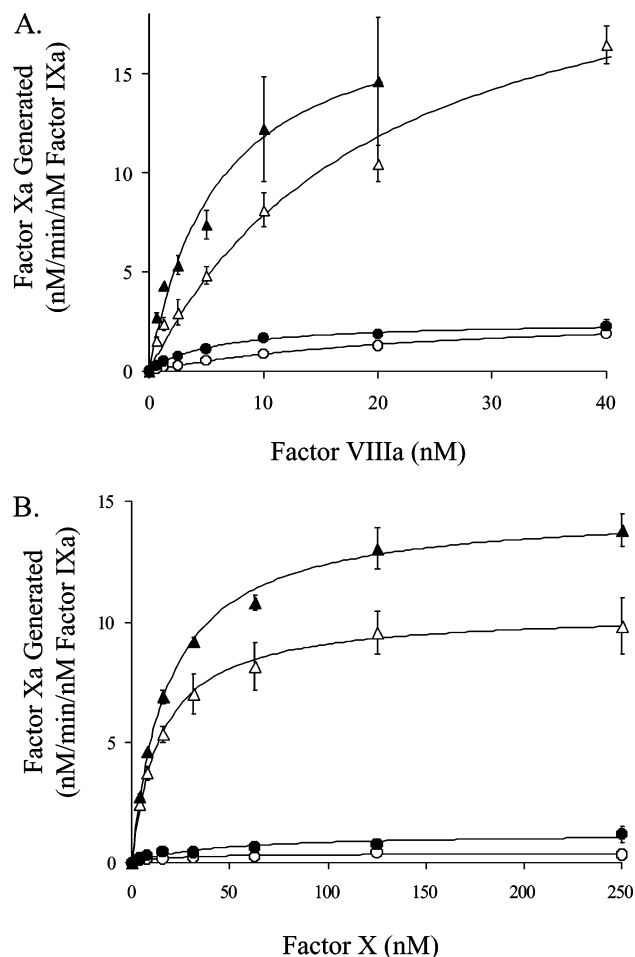 A.
Factor Xa Generated
(nM/min/nM Factor IXa)
15
10
5
0
0
10
20
30
40
Factor VIIIa (nM)
B.
Factor Xa Generated
(nM/min/nM Factor IXa)
15
10
5
0
0
50
100
150
200
250
Factor X (nM)